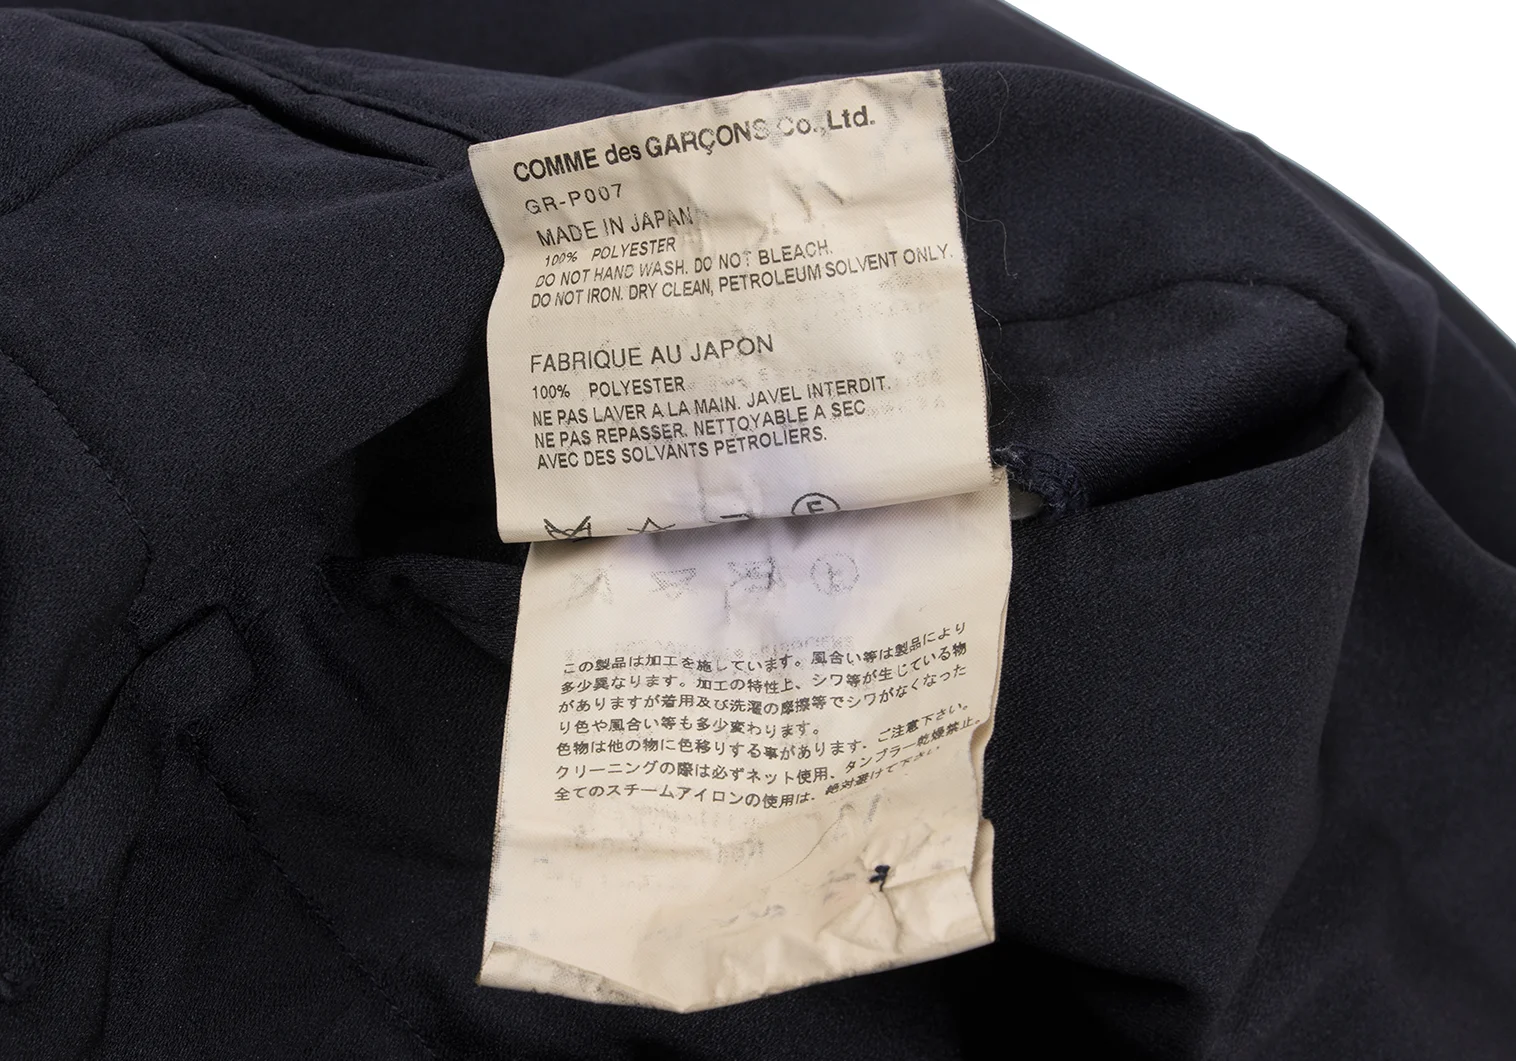 COMME des GARÇONS Co.,Ltd.
GR-P007
MADE IN JAPAN
100% POLYESTER
DO NOT HAND WASH. DO NOT BLEACH.
DO NOT IRON. DRY CLEAN, PETROLEUM SOLVENT ONLY.
FABRIQUE AU JAPON
100% POLYESTER
NE PAS LAVER A LA MAIN. JAVEL INTERDIT.
NE PAS REPASSER. NETTOYABLE A SEC
AVEC DES SOLVANTS PETROLIERS.
F
この製品は加工を施しています。風合い等は製品により
多少異なります。加工の特性上、シワ等が生じている物
がありますが着用及び洗濯の摩擦等でシワがなくなった
り色や風合い等も多少変わります。
色物は他の物に色移りする事があります。ご注意下さい。
クリーニングの際は必ずネット使用、タンブラー乾燥禁止。
全てのスチームアイロンの使用は、絶対避けて下さい。